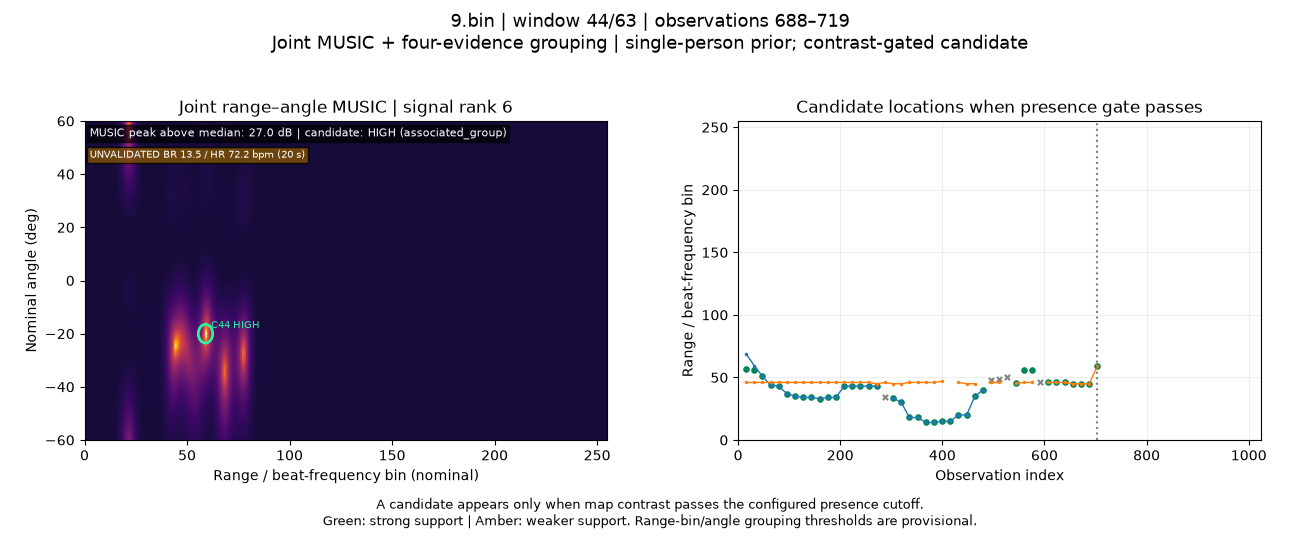 9.bin | window 44/63 | observations 688–719
Joint MUSIC + four-evidence grouping | single-person prior; contrast-gated candidate
Joint range–angle MUSIC | signal rank 6
MUSIC peak above median: 27.0 dB | candidate: HIGH (associated_group)
UNVALIDATED BR 13.5 / HR 72.2 bpm (20 s)
C44 HIGH
Nominal angle (deg)
60
40
20
0
−20
−40
−60
0 50 100 150 200 250
Range / beat-frequency bin (nominal)
Candidate locations when presence gate passes
Range / beat-frequency bin
250
200
150
100
50
0
0 200 400 600 800 1000
Observation index
A candidate appears only when map contrast passes the configured presence cutoff.
Green: strong support | Amber: weaker support. Range-bin/angle grouping thresholds are provisional.